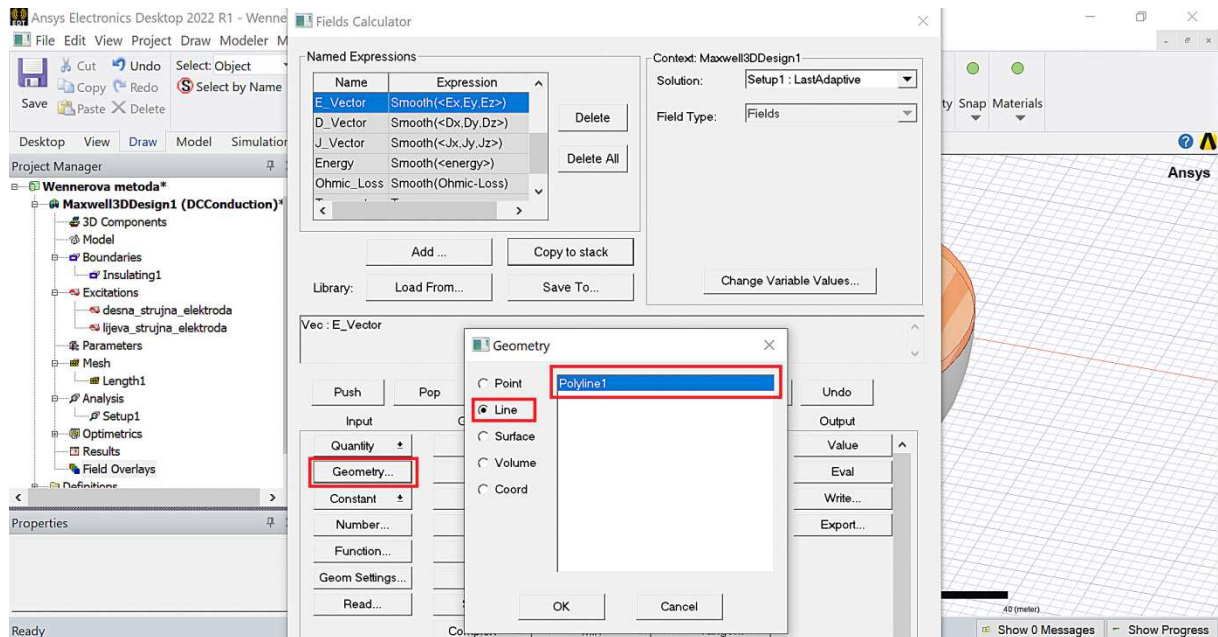 Ansys Electronics Desktop 2022 R1 - Wenne
File Edit View Project Draw Modeler M
Save
Cut
Copy
Paste
Undo
Redo
Delete
Select: Object
Select by Name
Desktop View Draw Model Simulation
Project Manager
Wennerova metoda*
Maxwell3DDesign1 (DCConduction)*
3D Components
Model
Boundaries
Insulating1
Excitations
desna_strujna_elektroda
lijeva_strujna_elektroda
Parameters
Mesh
Length1
Analysis
Setup1
Optimetrics
Results
Field Overlays
Definitions
Properties
Ready
Fields Calculator
Named Expressions
Name Expression
E_Vector Smooth(<Ex,Ey,Ez>)
D_Vector Smooth(<Dx,Dy,Dz>)
J_Vector Smooth(<Jx,Jy,Jz>)
Energy Smooth(<energy>)
Ohmic_Loss Smooth(Ohmic-Loss)
Delete
Delete All
Add ...
Copy to stack
Library:
Load From...
Save To...
Context: Maxwell3DDesign1
Solution: Setup1 : LastAdaptive
Field Type: Fields
Change Variable Values...
Vec : E_Vector
Push
Pop
Undo
Input
Output
Quantity
Geometry...
Constant
Number...
Function...
Geom Settings...
Read...
Value
Eval
Write...
Export...
Geometry
Point
Line
Surface
Volume
Coord
Polyline1
OK
Cancel
ty Snap Materials
Ansys
40 (meter)
Show 0 Messages
Show Progress